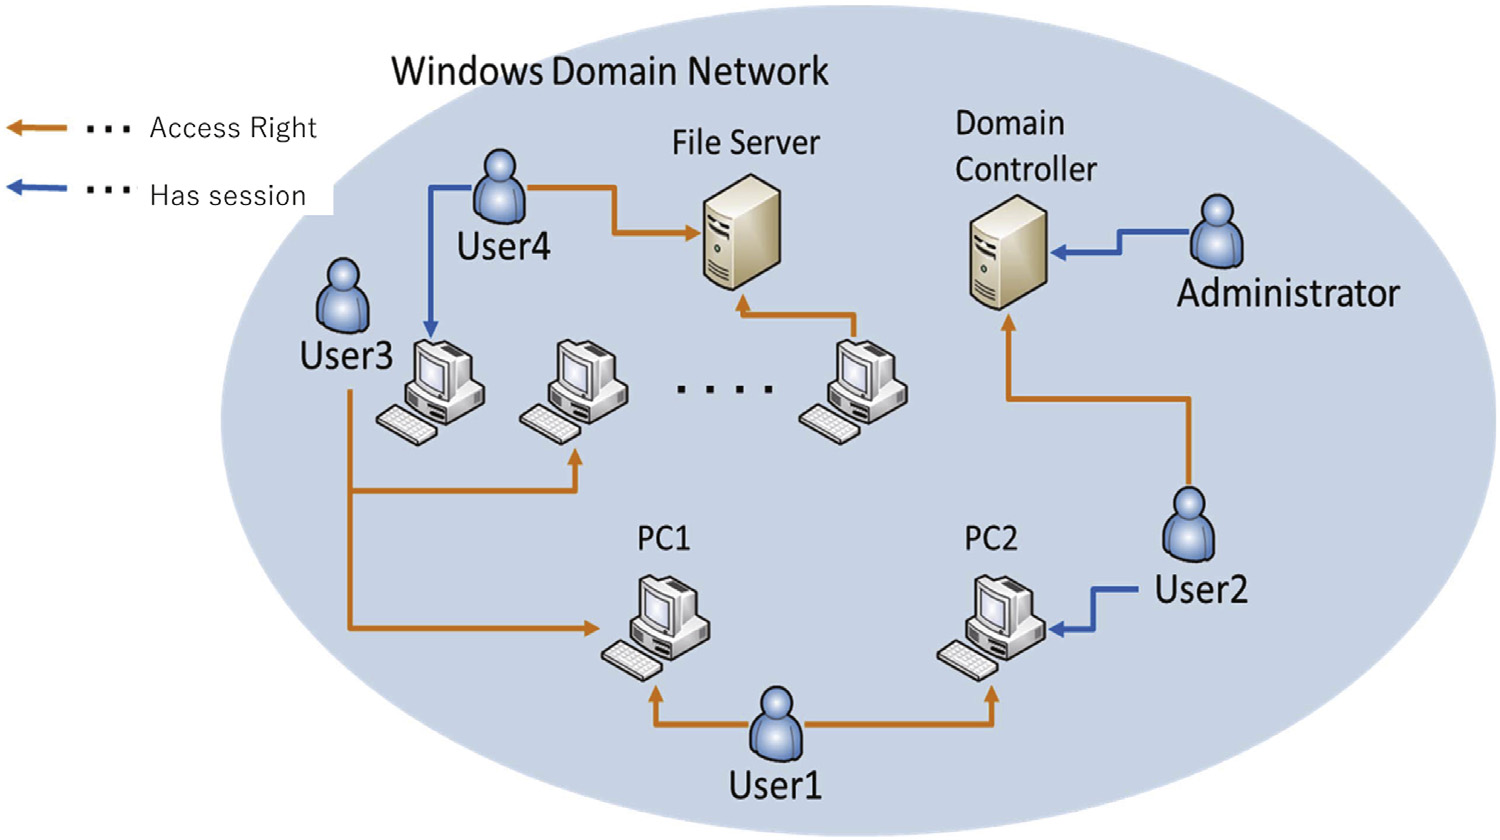 Windows Domain Network
Access Right
Has session
File Server
Domain
Controller
User4
Administrator
User3
PC1
PC2
User2
User1